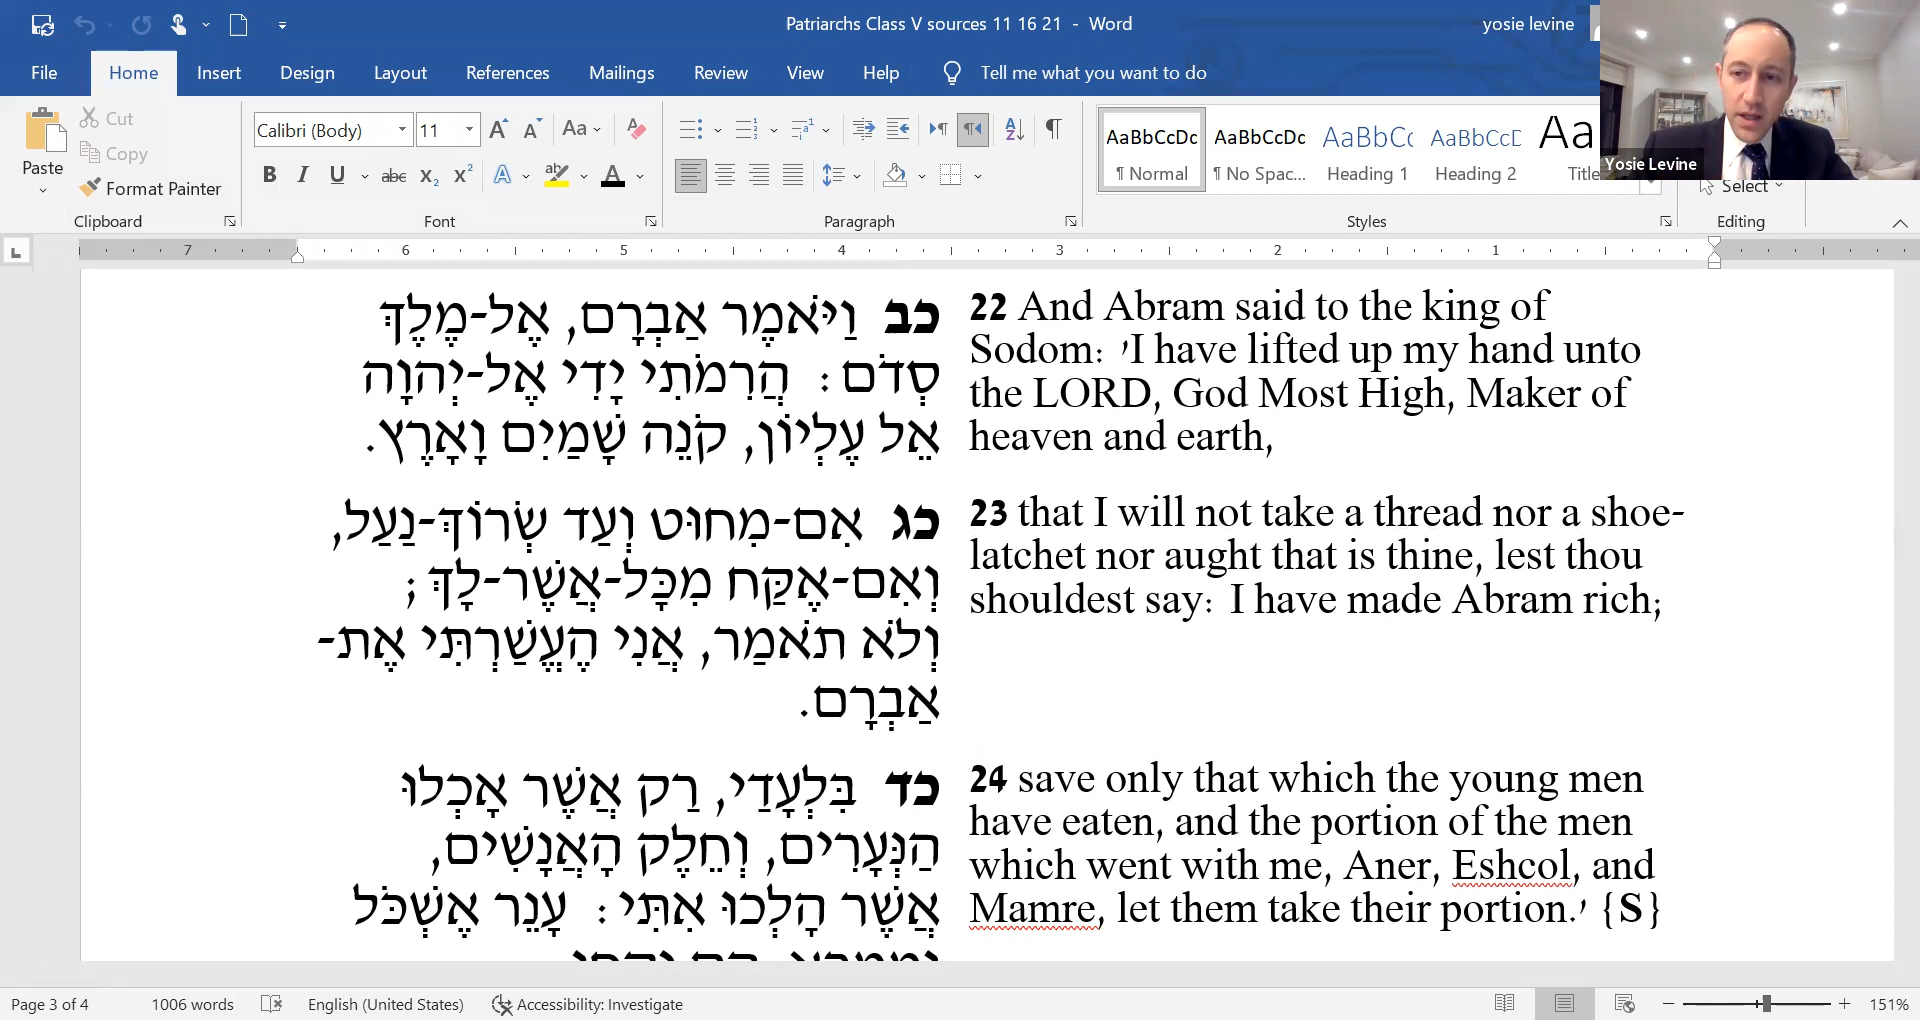 Patriarchs Class V sources 11 16 21 - Word
yosie levine
File Home Insert Design Layout References Mailings Review View Help Tell me what you want to do
Yosie Levine
Paste
Cut
Copy
Format Painter
Clipboard
Calibri (Body) 11
Font
Paragraph
AaBbCcDc AaBbCcDc AaBbCc AaBbCcD Aa
¶ Normal ¶ No Spac... Heading 1 Heading 2 Title
Styles
Select
Editing
7 6 5 4 3 2 1
כב וַיֹּאמֶר אַבְרָם, אֶל-מֶלֶךְ
סְדֹם: הֲרִמֹתִי יָדִי אֶל-יְהוָה
אֵל עֶלְיוֹן, קֹנֵה שָׁמַיִם וָאָרֶץ.
22 And Abram said to the king of
Sodom: 'I have lifted up my hand unto
the LORD, God Most High, Maker of
heaven and earth,
כג אִם-מִחוּט וְעַד שְׂרוֹךְ-נַעַל,
וְאִם-אֶקַּח מִכָּל-אֲשֶׁר-לָךְ;
וְלֹא תֹאמַר, אֲנִי הֶעֱשַׁרְתִּי אֶת-
אַבְרָם.
23 that I will not take a thread nor a shoe-
latchet nor aught that is thine, lest thou
shouldest say: I have made Abram rich;
כד בִּלְעָדַי, רַק אֲשֶׁר אָכְלוּ
הַנְּעָרִים, וְחֵלֶק הָאֲנָשִׁים,
אֲשֶׁר הָלְכוּ אִתִּי: עָנֵר אֶשְׁכֹּל
24 save only that which the young men
have eaten, and the portion of the men
which went with me, Aner, Eshcol, and
Mamre, let them take their portion.' {S}
Page 3 of 4 1006 words English (United States) Accessibility: Investigate 151%